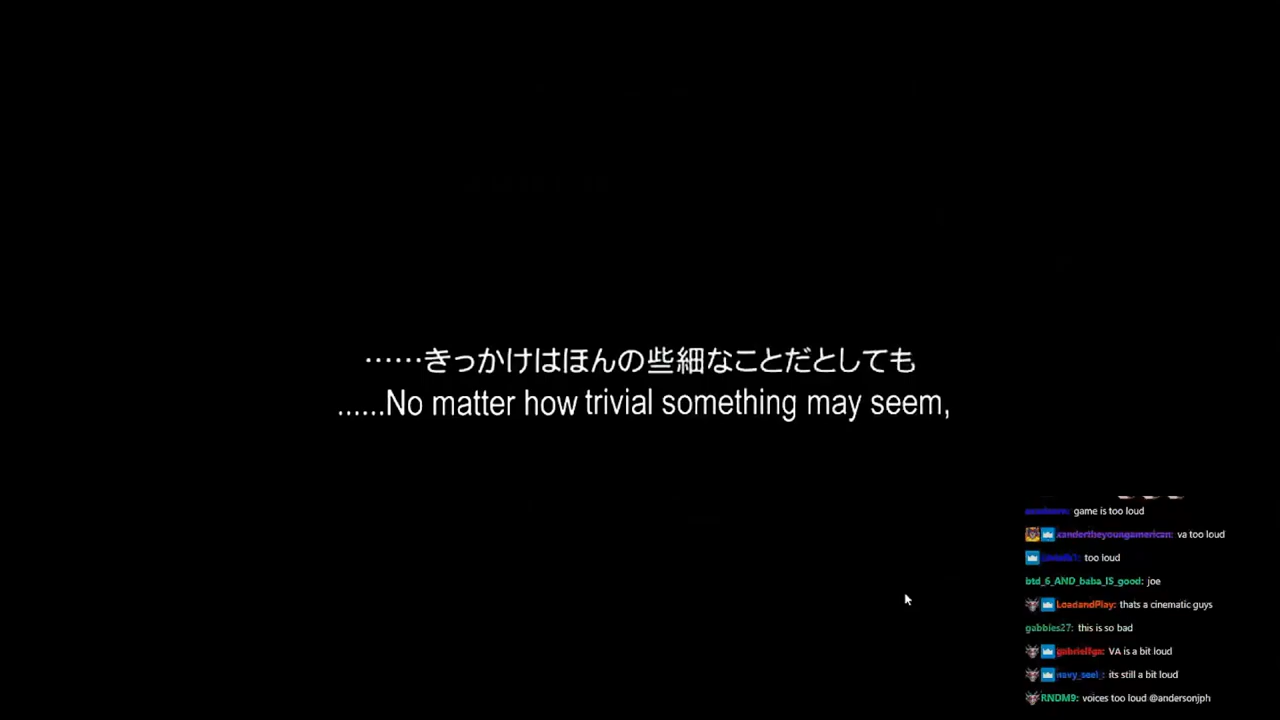 ……きっかけはほんの些細なことだとしても
......No matter how trivial something may seem,
game is too loud
xandertheyoungamerican: va too loud
too loud
btd_6_AND_baba_IS_good: joe
LoadandPlay: thats a cinematic guys
gabbies27: this is so bad
gabrielfga: VA is a bit loud
navy_seel_: its still a bit loud
RNDM9: voices too loud @andersonjph